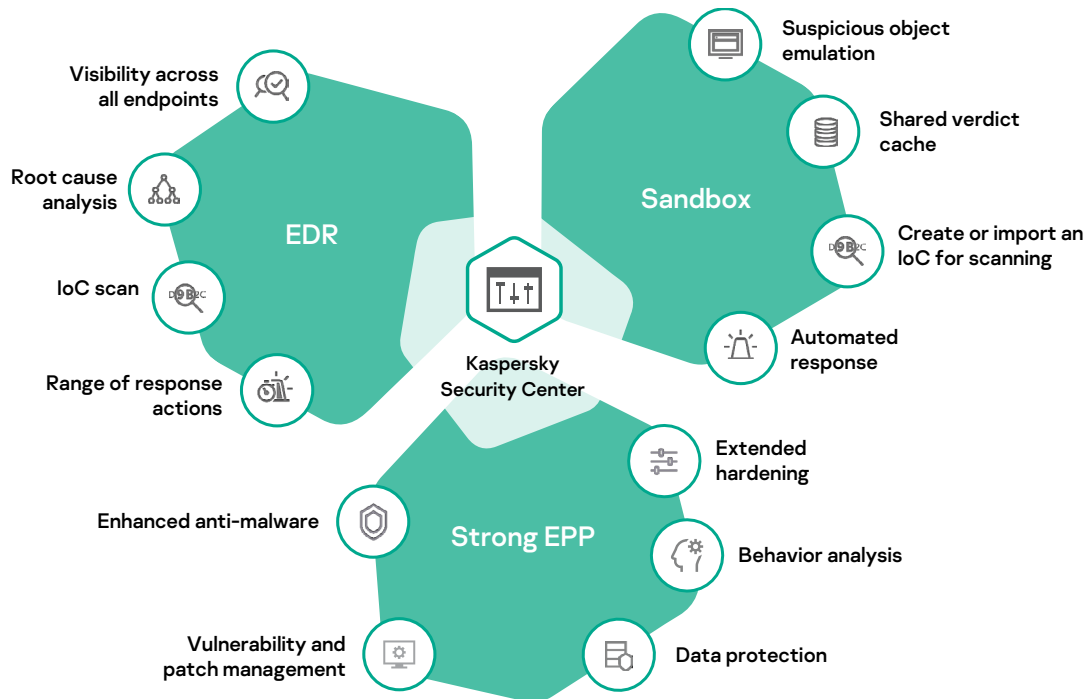 Visibility across
all endpoints
Root cause
analysis
IoC scan
Range of response
actions
EDR
Suspicious object
emulation
Shared verdict
cache
Create or import an
IoC for scanning
Automated
response
Sandbox
Kaspersky
Security Center
Extended
hardening
Enhanced anti-malware
Strong EPP
Behavior analysis
Vulnerability and
patch management
Data protection